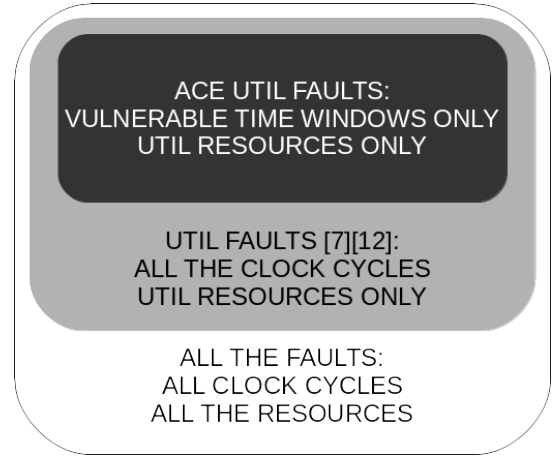 ACE UTIL FAULTS:
VULNERABLE TIME WINDOWS ONLY
UTIL RESOURCES ONLY
UTIL FAULTS [7][12]:
ALL THE CLOCK CYCLES
UTIL RESOURCES ONLY
ALL THE FAULTS:
ALL CLOCK CYCLES
ALL THE RESOURCES